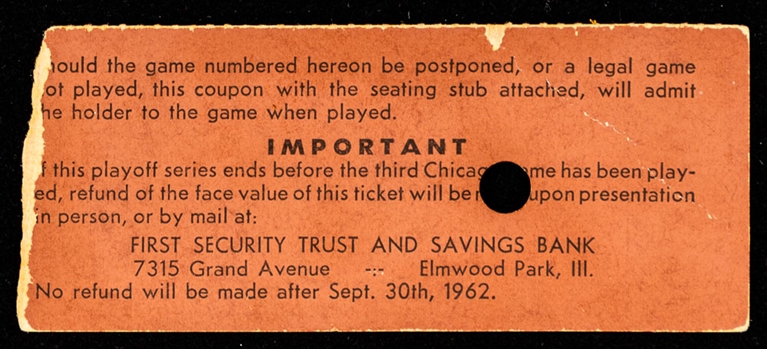 hould the game numbered hereon be postponed, or a legal game
ot played, this coupon with the seating stub attached, will admit
he holder to the game when played.
IMPORTANT
f this playoff series ends before the third Chicag me has been play-
ed, refund of the face value of this ticket will be upon presentation
in person, or by mail at:
FIRST SECURITY TRUST AND SAVINGS BANK
7315 Grand Avenue -:- Elmwood Park, Ill.
No refund will be made after Sept. 30th, 1962.